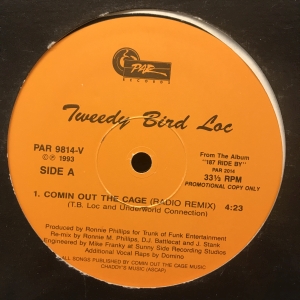 PAR
RECORDS
Tweedy Bird Loc
PAR 9814-V
© ℗ 1993
SIDE A
From The Album
"187 RIDE BY"
PAR 2014
33⅓ RPM
PROMOTIONAL COPY ONLY
1. COMIN OUT THE CAGE (RADIO REMIX) 4:23
(T.B. Loc and UnderWorld Connection)
Produced by Ronnie Phillips for Trunk of Funk Entertainment
Re-mix by Ronnie M. Phillips, D.J. Battlecat and J. Stank
Engineered by Mike Franky at Sunny Side Recording Studios
Additional Vocal Raps by Domino
ALL SONGS PUBLISHED BY COMIN OUT THE CAGE MUSIC
CHADDY'S MUSIC (ASCAP)